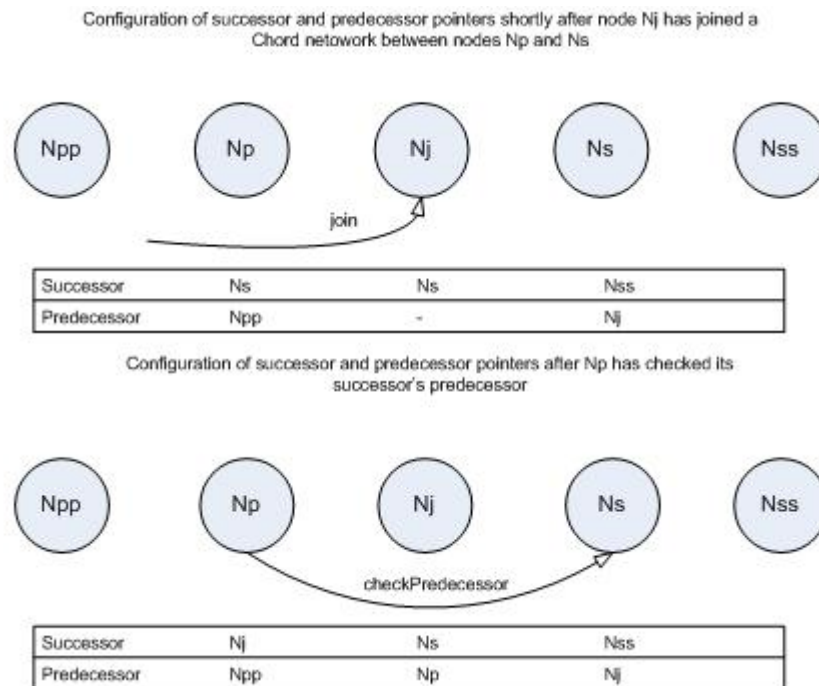 Configuration of successor and predecessor pointers shortly after node Nj has joined a
Chord netowork between nodes Np and Ns
Npp Np Nj Ns Nss
join
Successor Ns Ns Nss
Predecessor Npp - Nj
Configuration of successor and predecessor pointers after Np has checked its
successor's predecessor
Npp Np Nj Ns Nss
checkPredecessor
Successor Nj Ns Nss
Predecessor Npp Np Nj